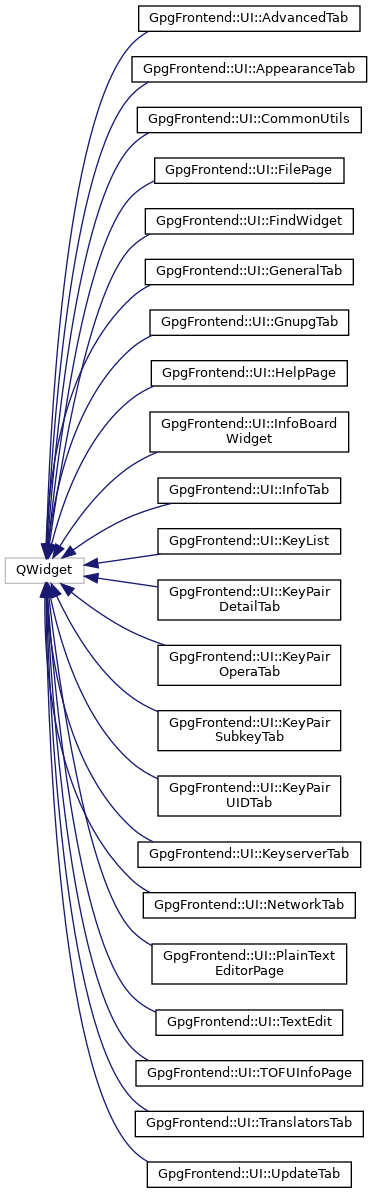 GpgFrontend::UI::AdvancedTab
GpgFrontend::UI::AppearanceTab
GpgFrontend::UI::CommonUtils
GpgFrontend::UI::FilePage
GpgFrontend::UI::FindWidget
GpgFrontend::UI::GeneralTab
GpgFrontend::UI::GnupgTab
GpgFrontend::UI::HelpPage
GpgFrontend::UI::InfoBoard
Widget
GpgFrontend::UI::InfoTab
GpgFrontend::UI::KeyList
QWidget
GpgFrontend::UI::KeyPair
DetailTab
GpgFrontend::UI::KeyPair
OperaTab
GpgFrontend::UI::KeyPair
SubkeyTab
GpgFrontend::UI::KeyPair
UIDTab
GpgFrontend::UI::KeyserverTab
GpgFrontend::UI::NetworkTab
GpgFrontend::UI::PlainText
EditorPage
GpgFrontend::UI::TextEdit
GpgFrontend::UI::TOFUInfoPage
GpgFrontend::UI::TranslatorsTab
GpgFrontend::UI::UpdateTab